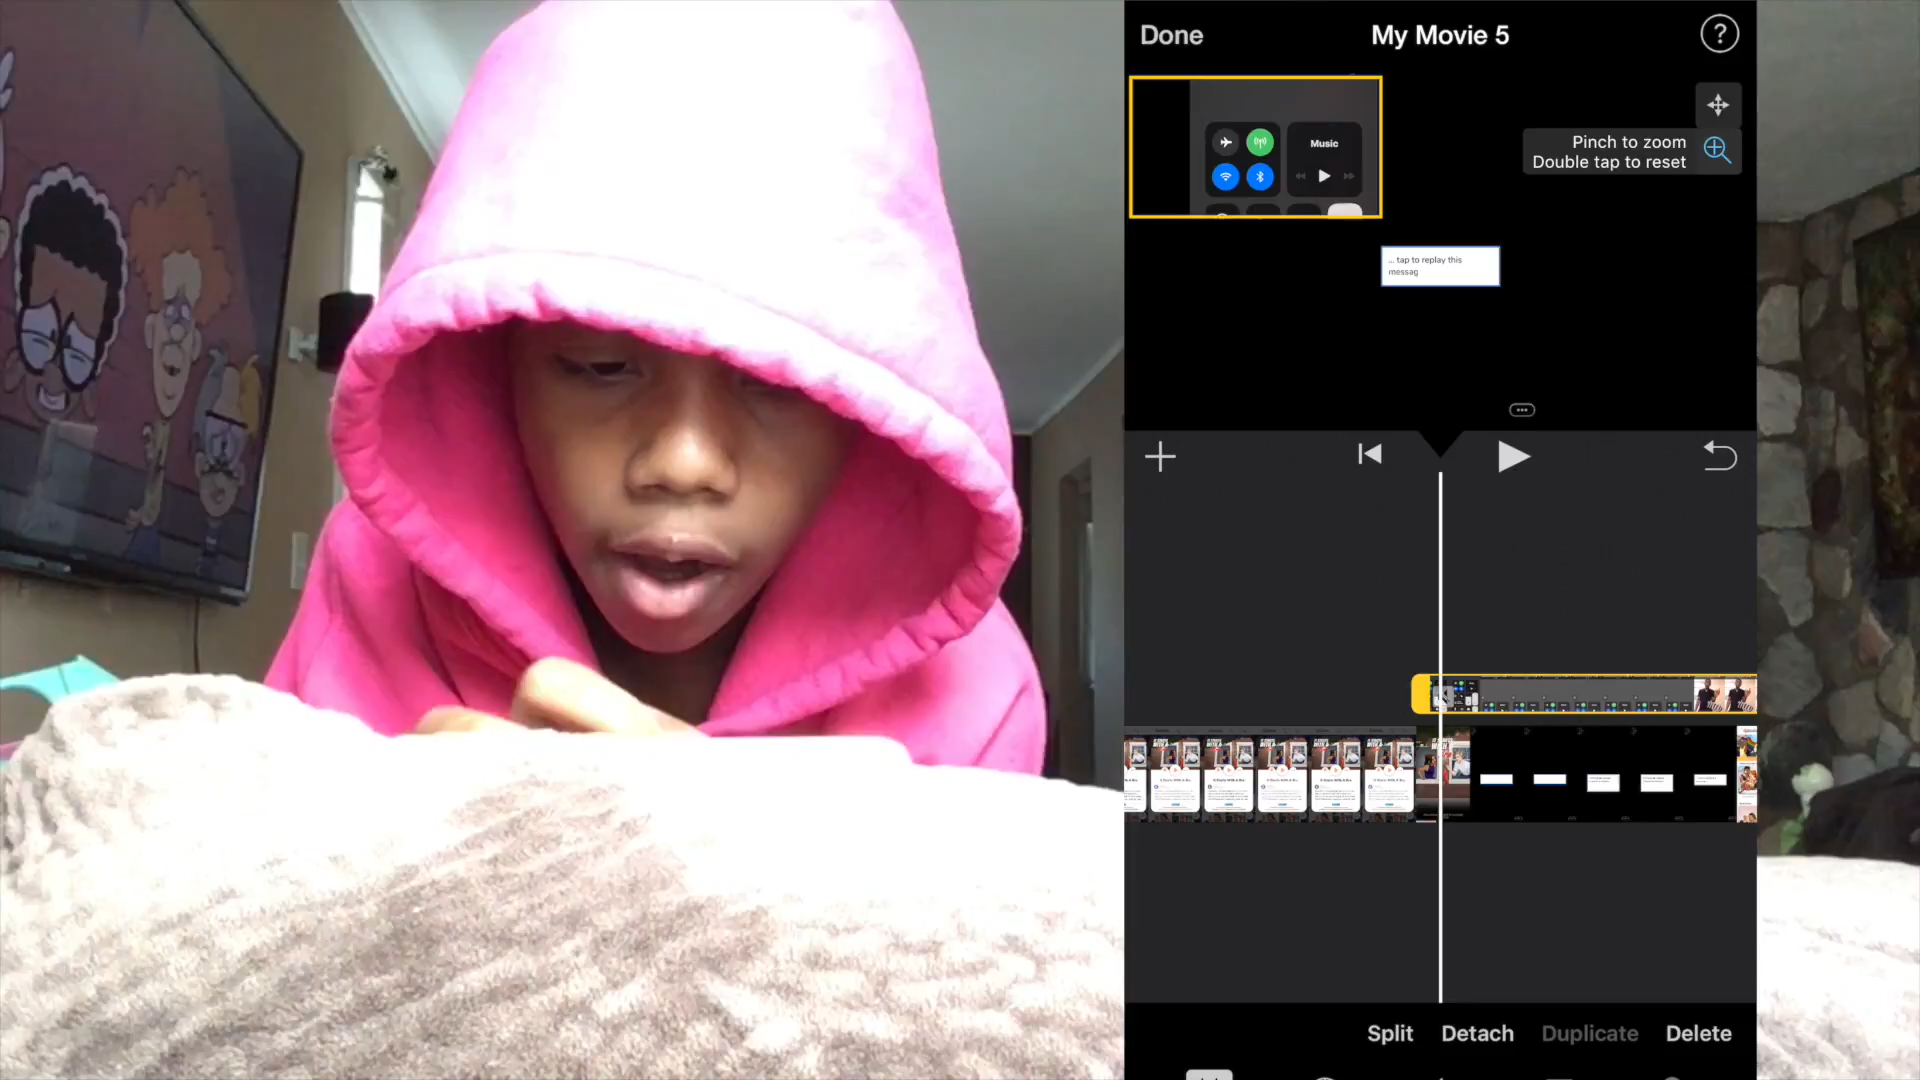 Done
My Movie 5
?
Music
Pinch to zoom
Double tap to reset
... tap to replay this
messag
Split
Detach
Duplicate
Delete